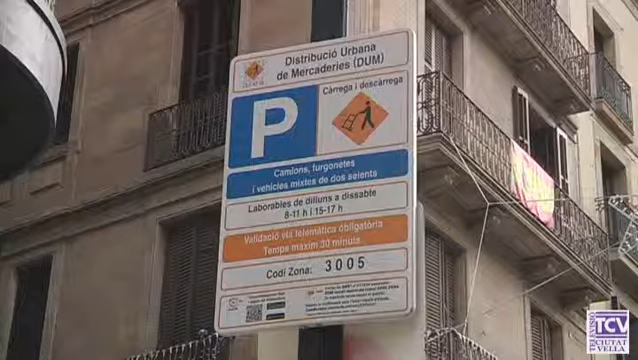 Distribució Urbana
de Mercaderies (DUM)
Càrrega i descàrrega
P
Camions, furgonetes
i vehicles mixtes de dos seients
Laborables de dilluns a dissabte
8-11 h i 15-17 h
Validació via telemàtica obligatòria
Temps màxim 30 minuts
Codi Zona: 3005
TELEVISIÓ
TCV
CIUTAT
VELLA